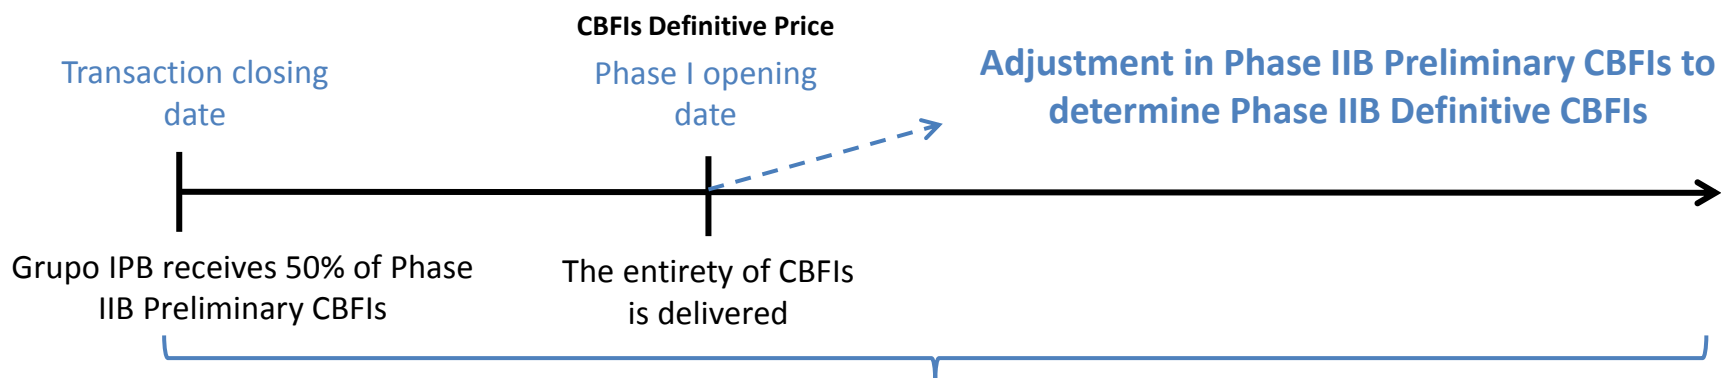 CBFIs Definitive Price
Transaction closing
date
Phase I opening
date
Adjustment in Phase IIB Preliminary CBFIs to
determine Phase IIB Definitive CBFIs
Grupo IPB receives 50% of Phase
IIB Preliminary CBFIs
The entirety of CBFIs
is delivered